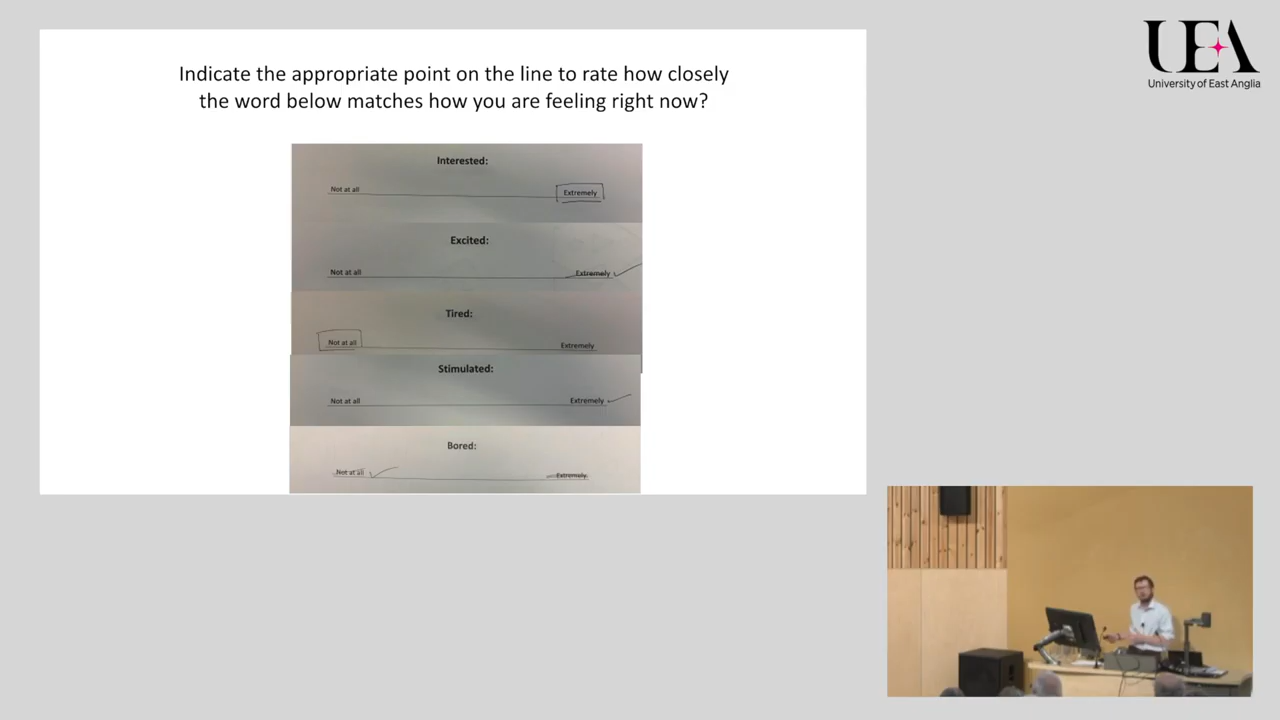 UEA
University of East Anglia
Indicate the appropriate point on the line to rate how closely
the word below matches how you are feeling right now?
Interested:
Not at all Extremely
Excited:
Not at all Extremely
Tired:
Not at all Extremely
Stimulated:
Not at all Extremely
Bored:
Not at all Extremely